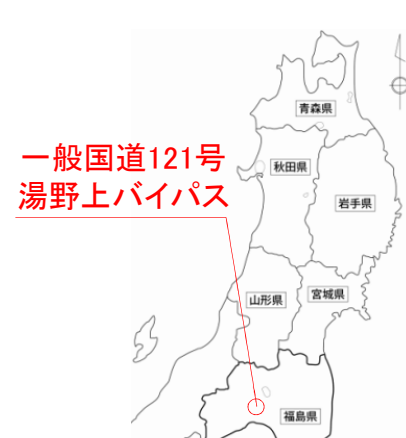 青森県
一般国道121号
湯野上バイパス
秋田県
岩手県
山形県
宮城県
福島県